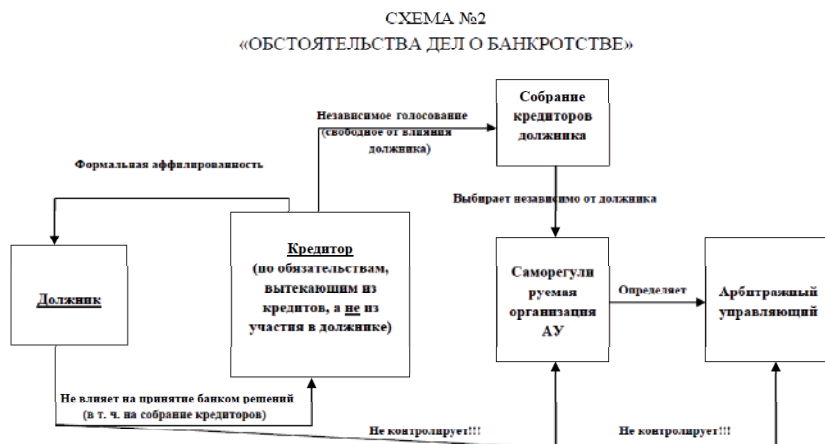 СХЕМА №2
«ОБСТОЯТЕЛЬСТВА ДЕЛ О БАНКРОТСТВЕ»
Собрание
кредиторов
должника
Независимое голосование
(свободное от влияния
должника)
Формальная аффилированность
Выбирает независимо от должника
Должник
Кредитор
(по обязательствам,
вытекающим из
кредитов, а не из
участия в должнике)
Саморегули
руемая
организация
АУ
Определяет
Арбитражный
управляющий
Не влияет на принятие банком решений
(в т. ч. на собрание кредиторов)
Не контролирует!!!
Не контролирует!!!